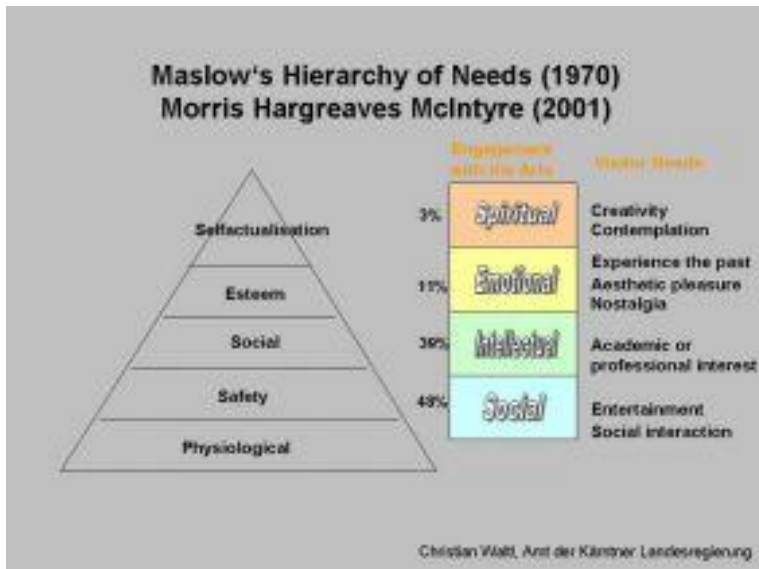 Maslow's Hierarchy of Needs (1970)
Morris Hargreaves McIntyre (2001)
Engagement
with the Arts
Visitor Needs
Selfactualisation
Esteem
Social
Safety
Physiological
3%
Spiritual
Creativity
Contemplation
11%
Emotional
Experience the past
Aesthetic pleasure
Nostalgia
39%
Intellectual
Academic or
professional interest
48%
Social
Entertainment
Social interaction
Christian Waltl, Amt der Kärntner Landesregierung